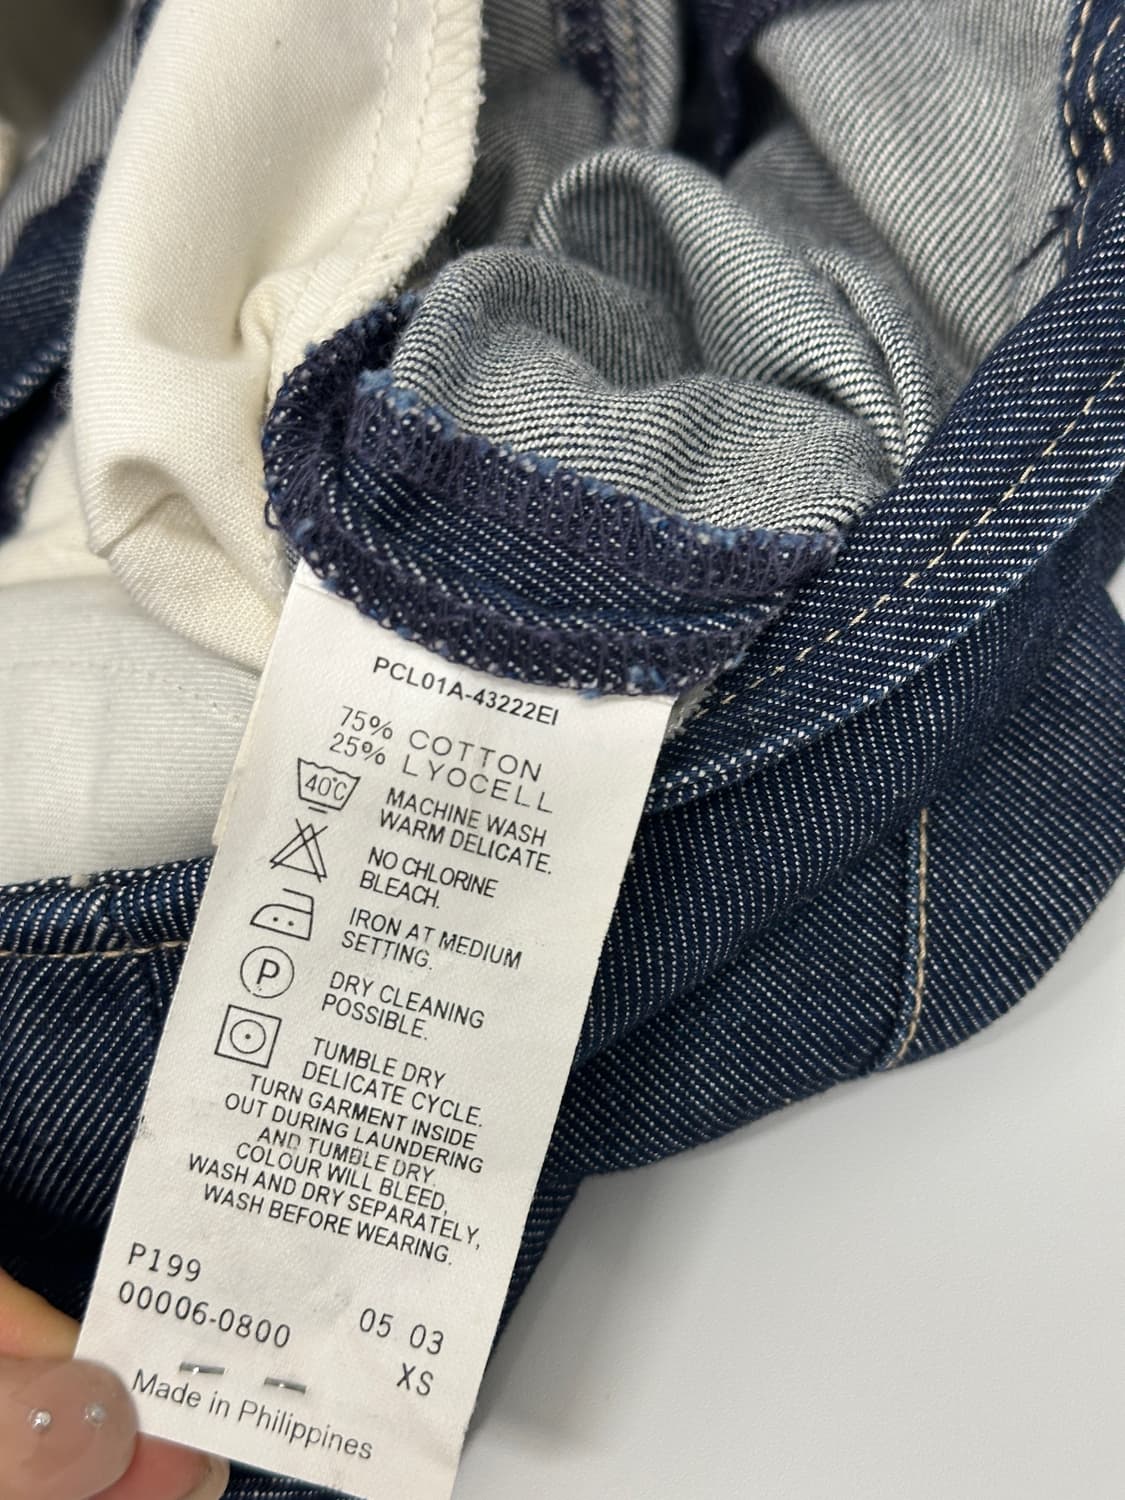 PCL01A-43222EI
75% COTTON
25% LYOCELL
40°C
MACHINE WASH
WARM DELICATE.
NO CHLORINE
BLEACH.
IRON AT MEDIUM
SETTING.
P
DRY CLEANING
POSSIBLE.
TUMBLE DRY
DELICATE CYCLE.
TURN GARMENT INSIDE
OUT DURING LAUNDERING
AND TUMBLE DRY.
COLOUR WILL BLEED,
WASH AND DRY SEPARATELY,
WASH BEFORE WEARING.
P199
00006-0800 05 03
XS
Made in Philippines